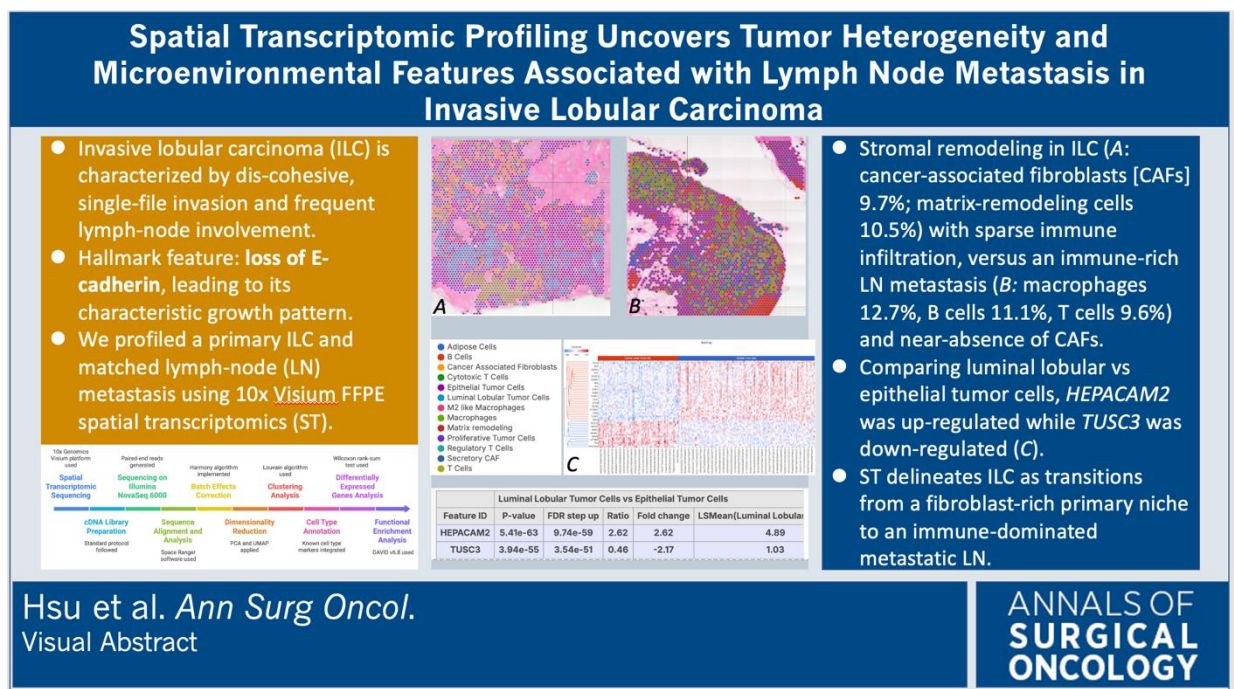 Spatial Transcriptomic Profiling Uncovers Tumor Heterogeneity and
Microenvironmental Features Associated with Lymph Node Metastasis in
Invasive Lobular Carcinoma
Invasive lobular carcinoma (ILC) is
characterized by dis-cohesive,
single-file invasion and frequent
lymph-node involvement.
Hallmark feature: loss of E-
cadherin, leading to its
characteristic growth pattern.
We profiled a primary ILC and
matched lymph-node (LN)
metastasis using 10x Visium FFPE
spatial transcriptomics (ST).
10x Genomics
Visium platform
used
Spatial
Transcriptomic
Sequencing
Paired-end reads
generated
Sequencing on
Illumina
NovaSeq 6000
Harmony algorithm
implemented
Batch Effects
Correction
Louvain algorithm
used
Clustering
Analysis
Wilcoxon rank-sum
test used
Differentially
Expressed
Genes Analysis
cDNA Library
Preparation
Standard protocol
followed
Sequence
Alignment and
Analysis
Space Ranger
software used
Dimensionality
Reduction
PCA and UMAP
applied
Cell Type
Annotation
Known cell type
markers integrated
Functional
Enrichment
Analysis
DAVID v6.8 used
A
B
Adipose Cells
B Cells
Cancer Associated Fibroblasts
Cytotoxic T Cells
Epithelial Tumor Cells
Luminal Lobular Tumor Cells
M2 like Macrophages
Macrophages
Matrix remodeling
Proliferative Tumor Cells
Regulatory T Cells
Secretory CAF
T Cells
C
Luminal Lobular Tumor Cells vs Epithelial Tumor Cells
Feature ID P-value FDR step up Ratio Fold change LSMean(Luminal Lobular
HEPACAM2 5.41e-63 9.74e-59 2.62 2.62 4.89
TUSC3 3.94e-55 3.54e-51 0.46 -2.17 1.03
Stromal remodeling in ILC (A:
cancer-associated fibroblasts [CAFs]
9.7%; matrix-remodeling cells
10.5%) with sparse immune
infiltration, versus an immune-rich
LN metastasis (B: macrophages
12.7%, B cells 11.1%, T cells 9.6%)
and near-absence of CAFs.
Comparing luminal lobular vs
epithelial tumor cells, HEPACAM2
was up-regulated while TUSC3 was
down-regulated (C).
ST delineates ILC as transitions
from a fibroblast-rich primary niche
to an immune-dominated
metastatic LN.
Hsu et al. Ann Surg Oncol.
Visual Abstract
ANNALS OF
SURGICAL
ONCOLOGY